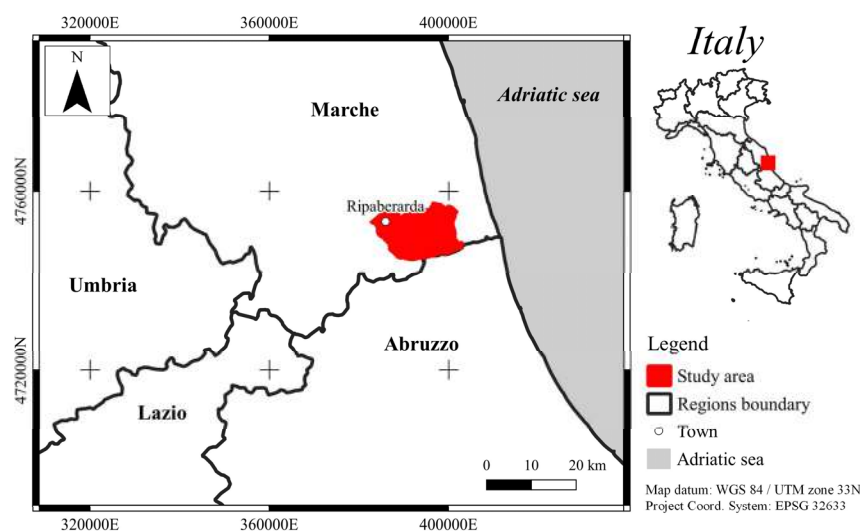 320000E
360000E
400000E
Italy
N
Marche
Adriatic sea
4760000N
4760000N
Ripaberarda
Umbria
Abruzzo
4720000N
4720000N
Lazio
Legend
Study area
Regions boundary
Town
Adriatic sea
0 10 20 km
Map datum: WGS 84 / UTM zone 33N
Project Coord. System: EPSG 32633
320000E
360000E
400000E